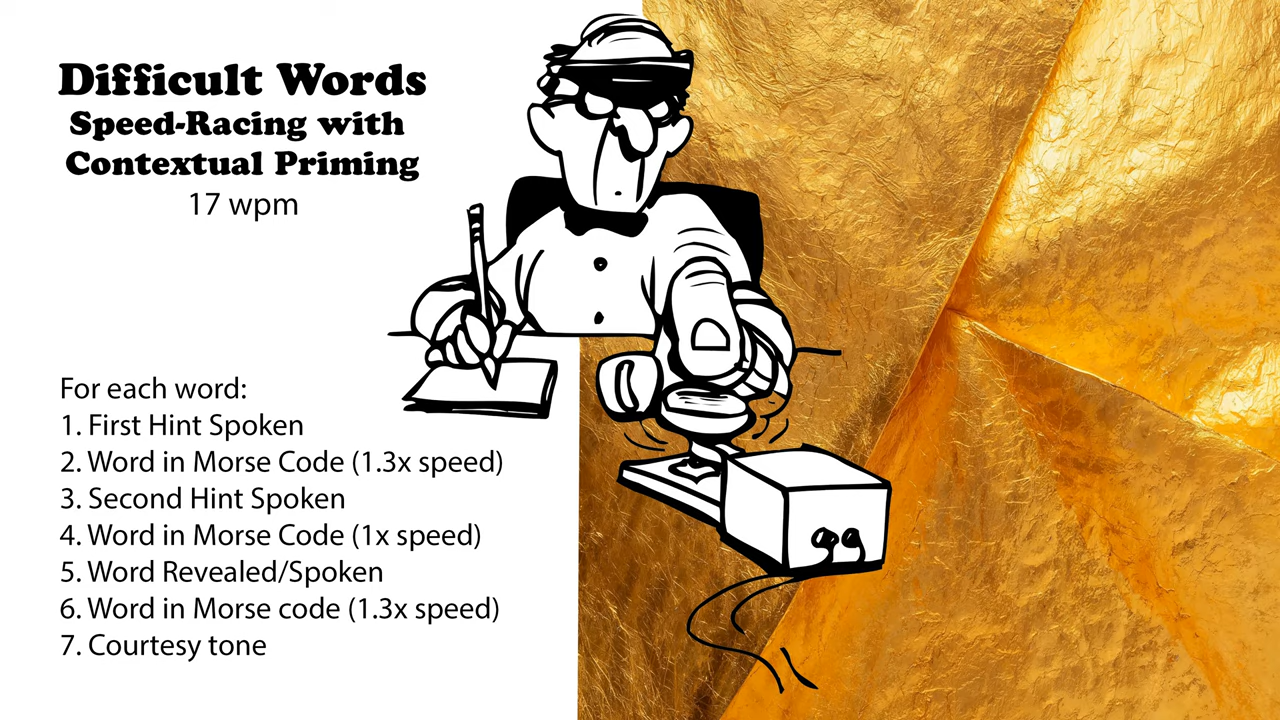 Difficult Words
Speed-Racing with
Contextual Priming
17 wpm
For each word:
1. First Hint Spoken
2. Word in Morse Code (1.3x speed)
3. Second Hint Spoken
4. Word in Morse Code (1x speed)
5. Word Revealed/Spoken
6. Word in Morse code (1.3x speed)
7. Courtesy tone